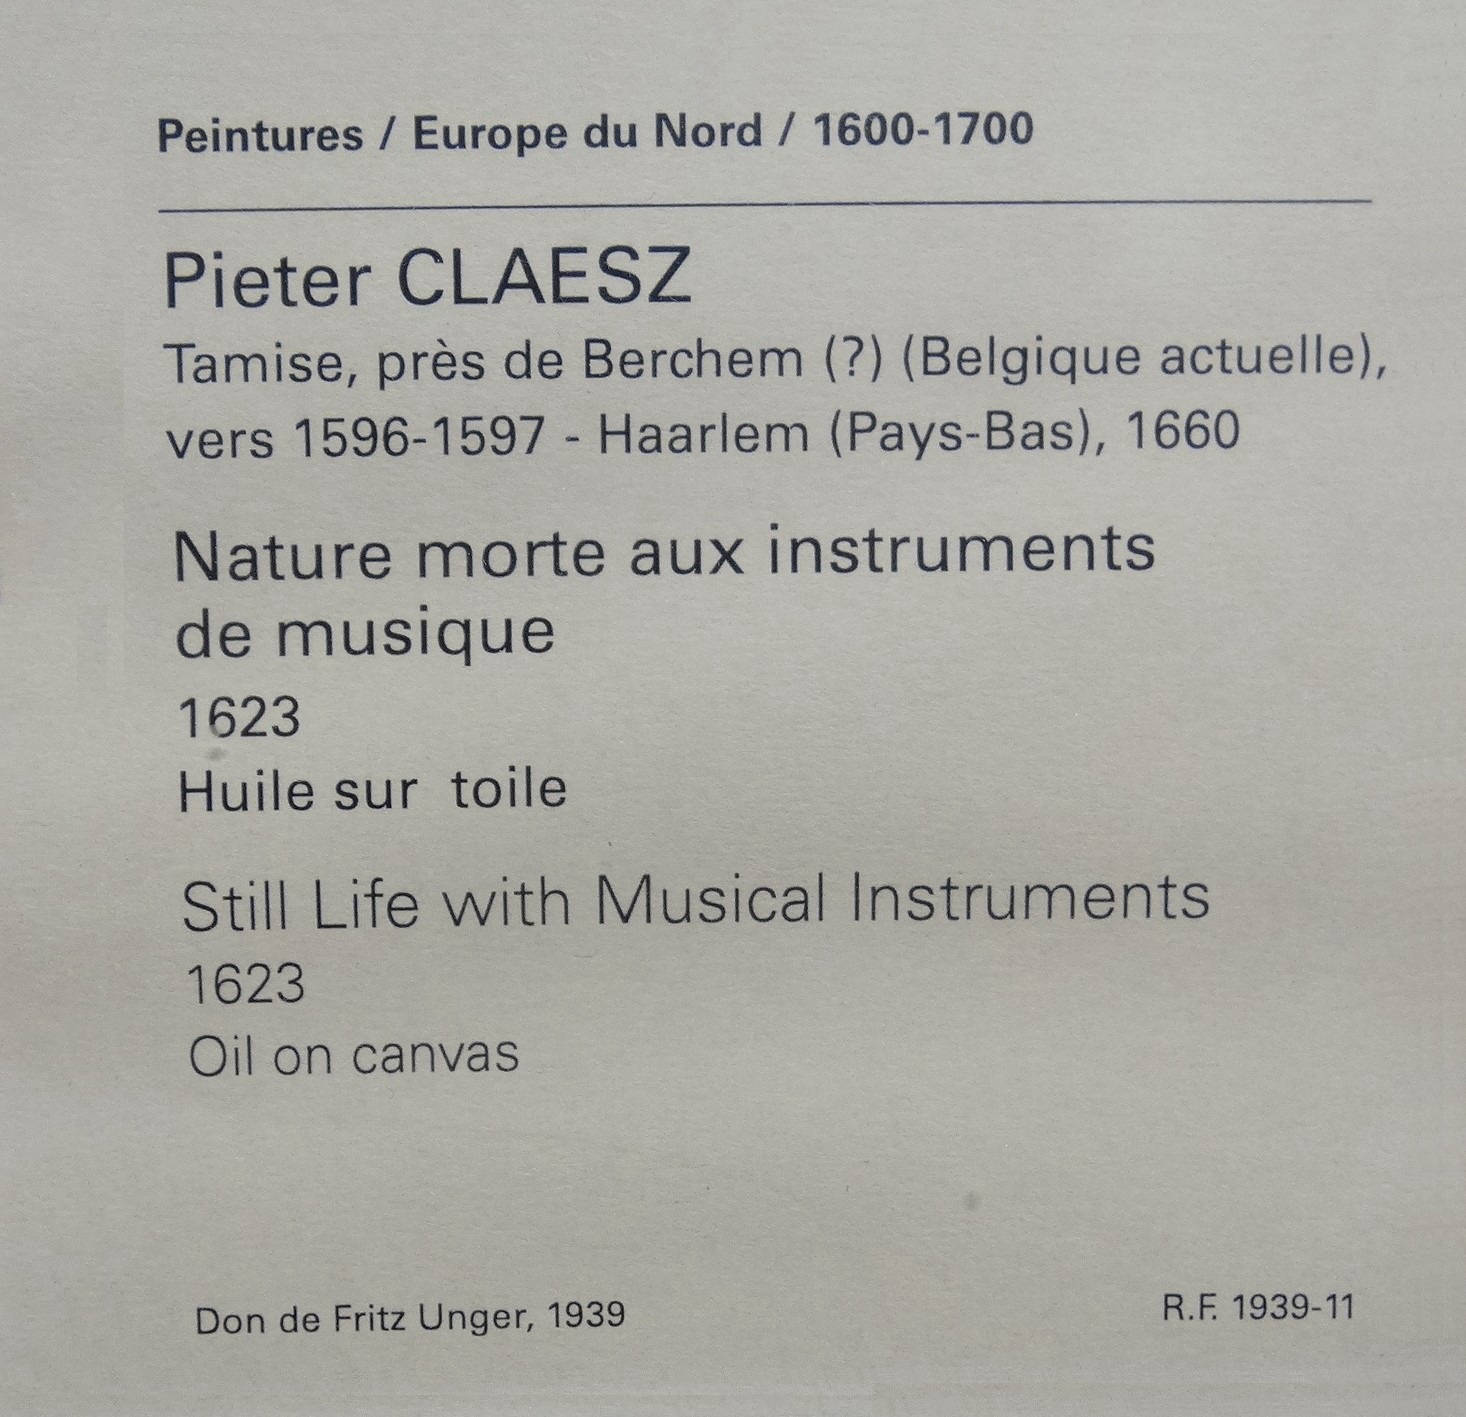 Peintures / Europe du Nord / 1600-1700
Pieter CLAESZ
Tamise, près de Berchem (?) (Belgique actuelle),
vers 1596-1597 - Haarlem (Pays-Bas), 1660
Nature morte aux instruments
de musique
1623
Huile sur toile
Still Life with Musical Instruments
1623
Oil on canvas
Don de Fritz Unger, 1939
R.F. 1939-11